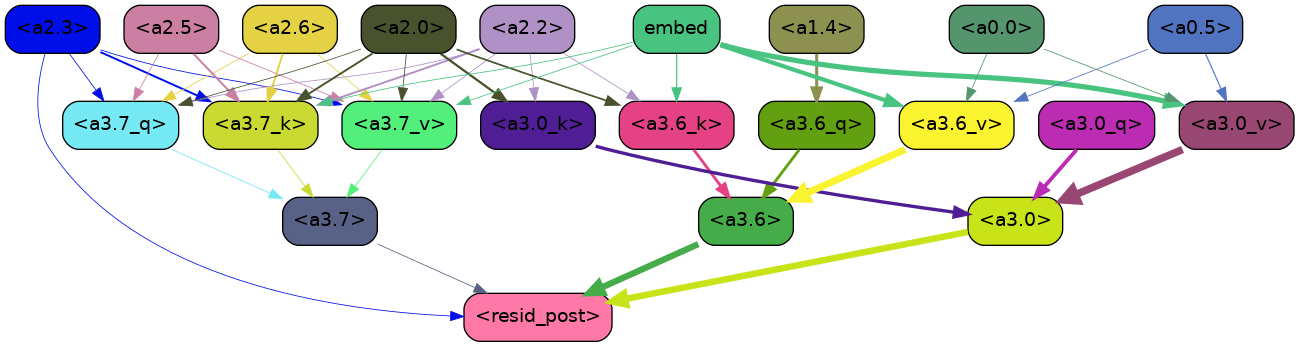 <a2.3> <a2.5> <a2.6> <a2.0> <a2.2> embed <a1.4> <a0.0> <a0.5>
<a3.7_q> <a3.7_k> <a3.7_v> <a3.0_k> <a3.6_k> <a3.6_q> <a3.6_v> <a3.0_q> <a3.0_v>
<a3.7> <a3.6> <a3.0>
<resid_post>